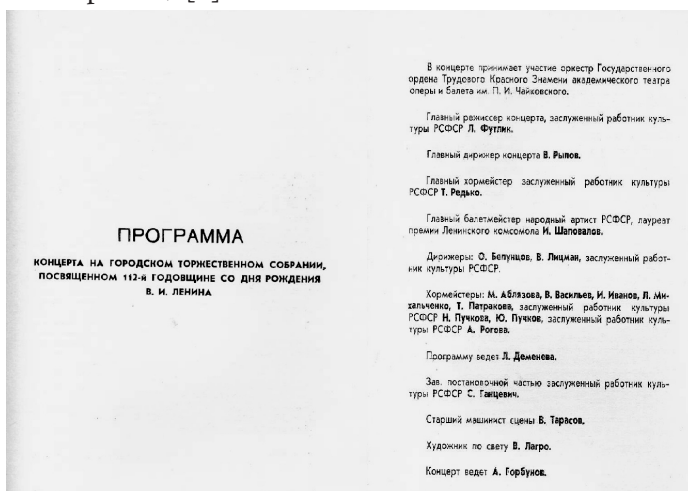 ПРОГРАММА
КОНЦЕРТА НА ГОРОДСКОМ ТОРЖЕСТВЕННОМ СОБРАНИИ,
ПОСВЯЩЕННОМ 112-й ГОДОВЩИНЕ СО ДНЯ РОЖДЕНИЯ
В. И. ЛЕНИНА
В концерте принимает участие оркестр Государственного
ордена Трудового Красного Знамени академического театра
оперы и балета им. П. И. Чайковского.
Главный режиссер концерта, заслуженный работник куль-
туры РСФСР Л. Футлик.
Главный дирижер концерта В. Рылов.
Главный хормейстер заслуженный работник культуры
РСФСР Т. Редько.
Главный балетмейстер народный артист РСФСР, лауреат
премии Ленинского комсомола И. Шаповалов.
Дирижеры: О. Белунцов, В. Лицман, заслуженный работ-
ник культуры РСФСР.
Хормейстеры: М. Аблязова, В. Васильев, И. Иванов, Л. Ми-
хальченко, Т. Патракова, заслуженный работник культуры
РСФСР Н. Пучкова, Ю. Пучков, заслуженный работник куль-
туры РСФСР А. Рогова.
Программу ведет Л. Деменева.
Зав. постановочной частью заслуженный работник куль-
туры РСФСР С. Ганцевич.
Старший машинист сцены В. Тарасов.
Художник по свету В. Лагро.
Концерт ведет А. Горбунов.